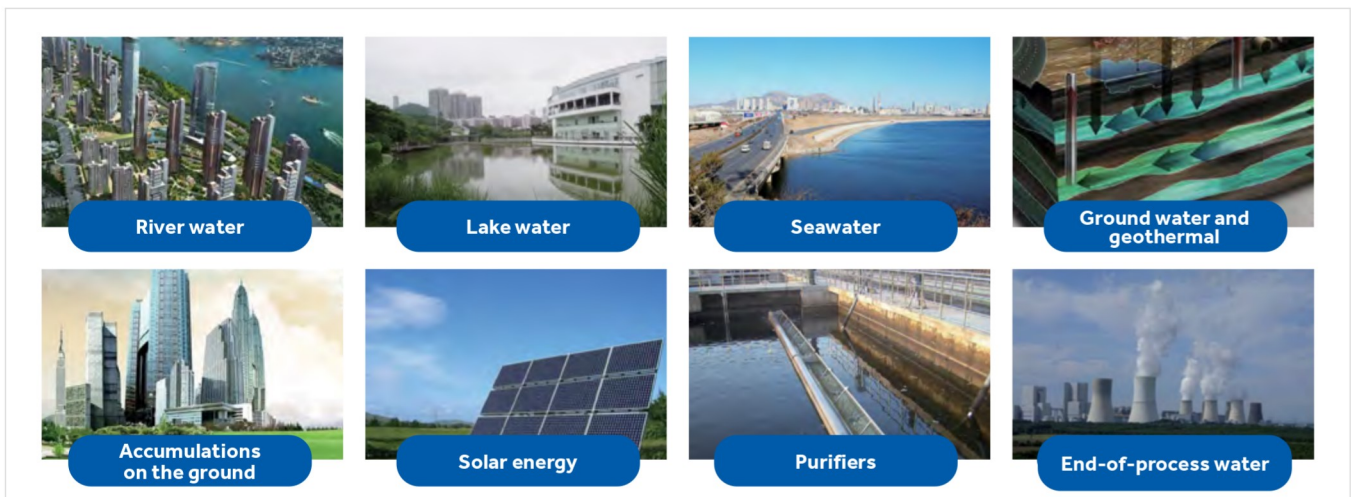 River water
Lake water
Seawater
Ground water and
geothermal
Accumulations
on the ground
Solar energy
Purifiers
End-of-process water